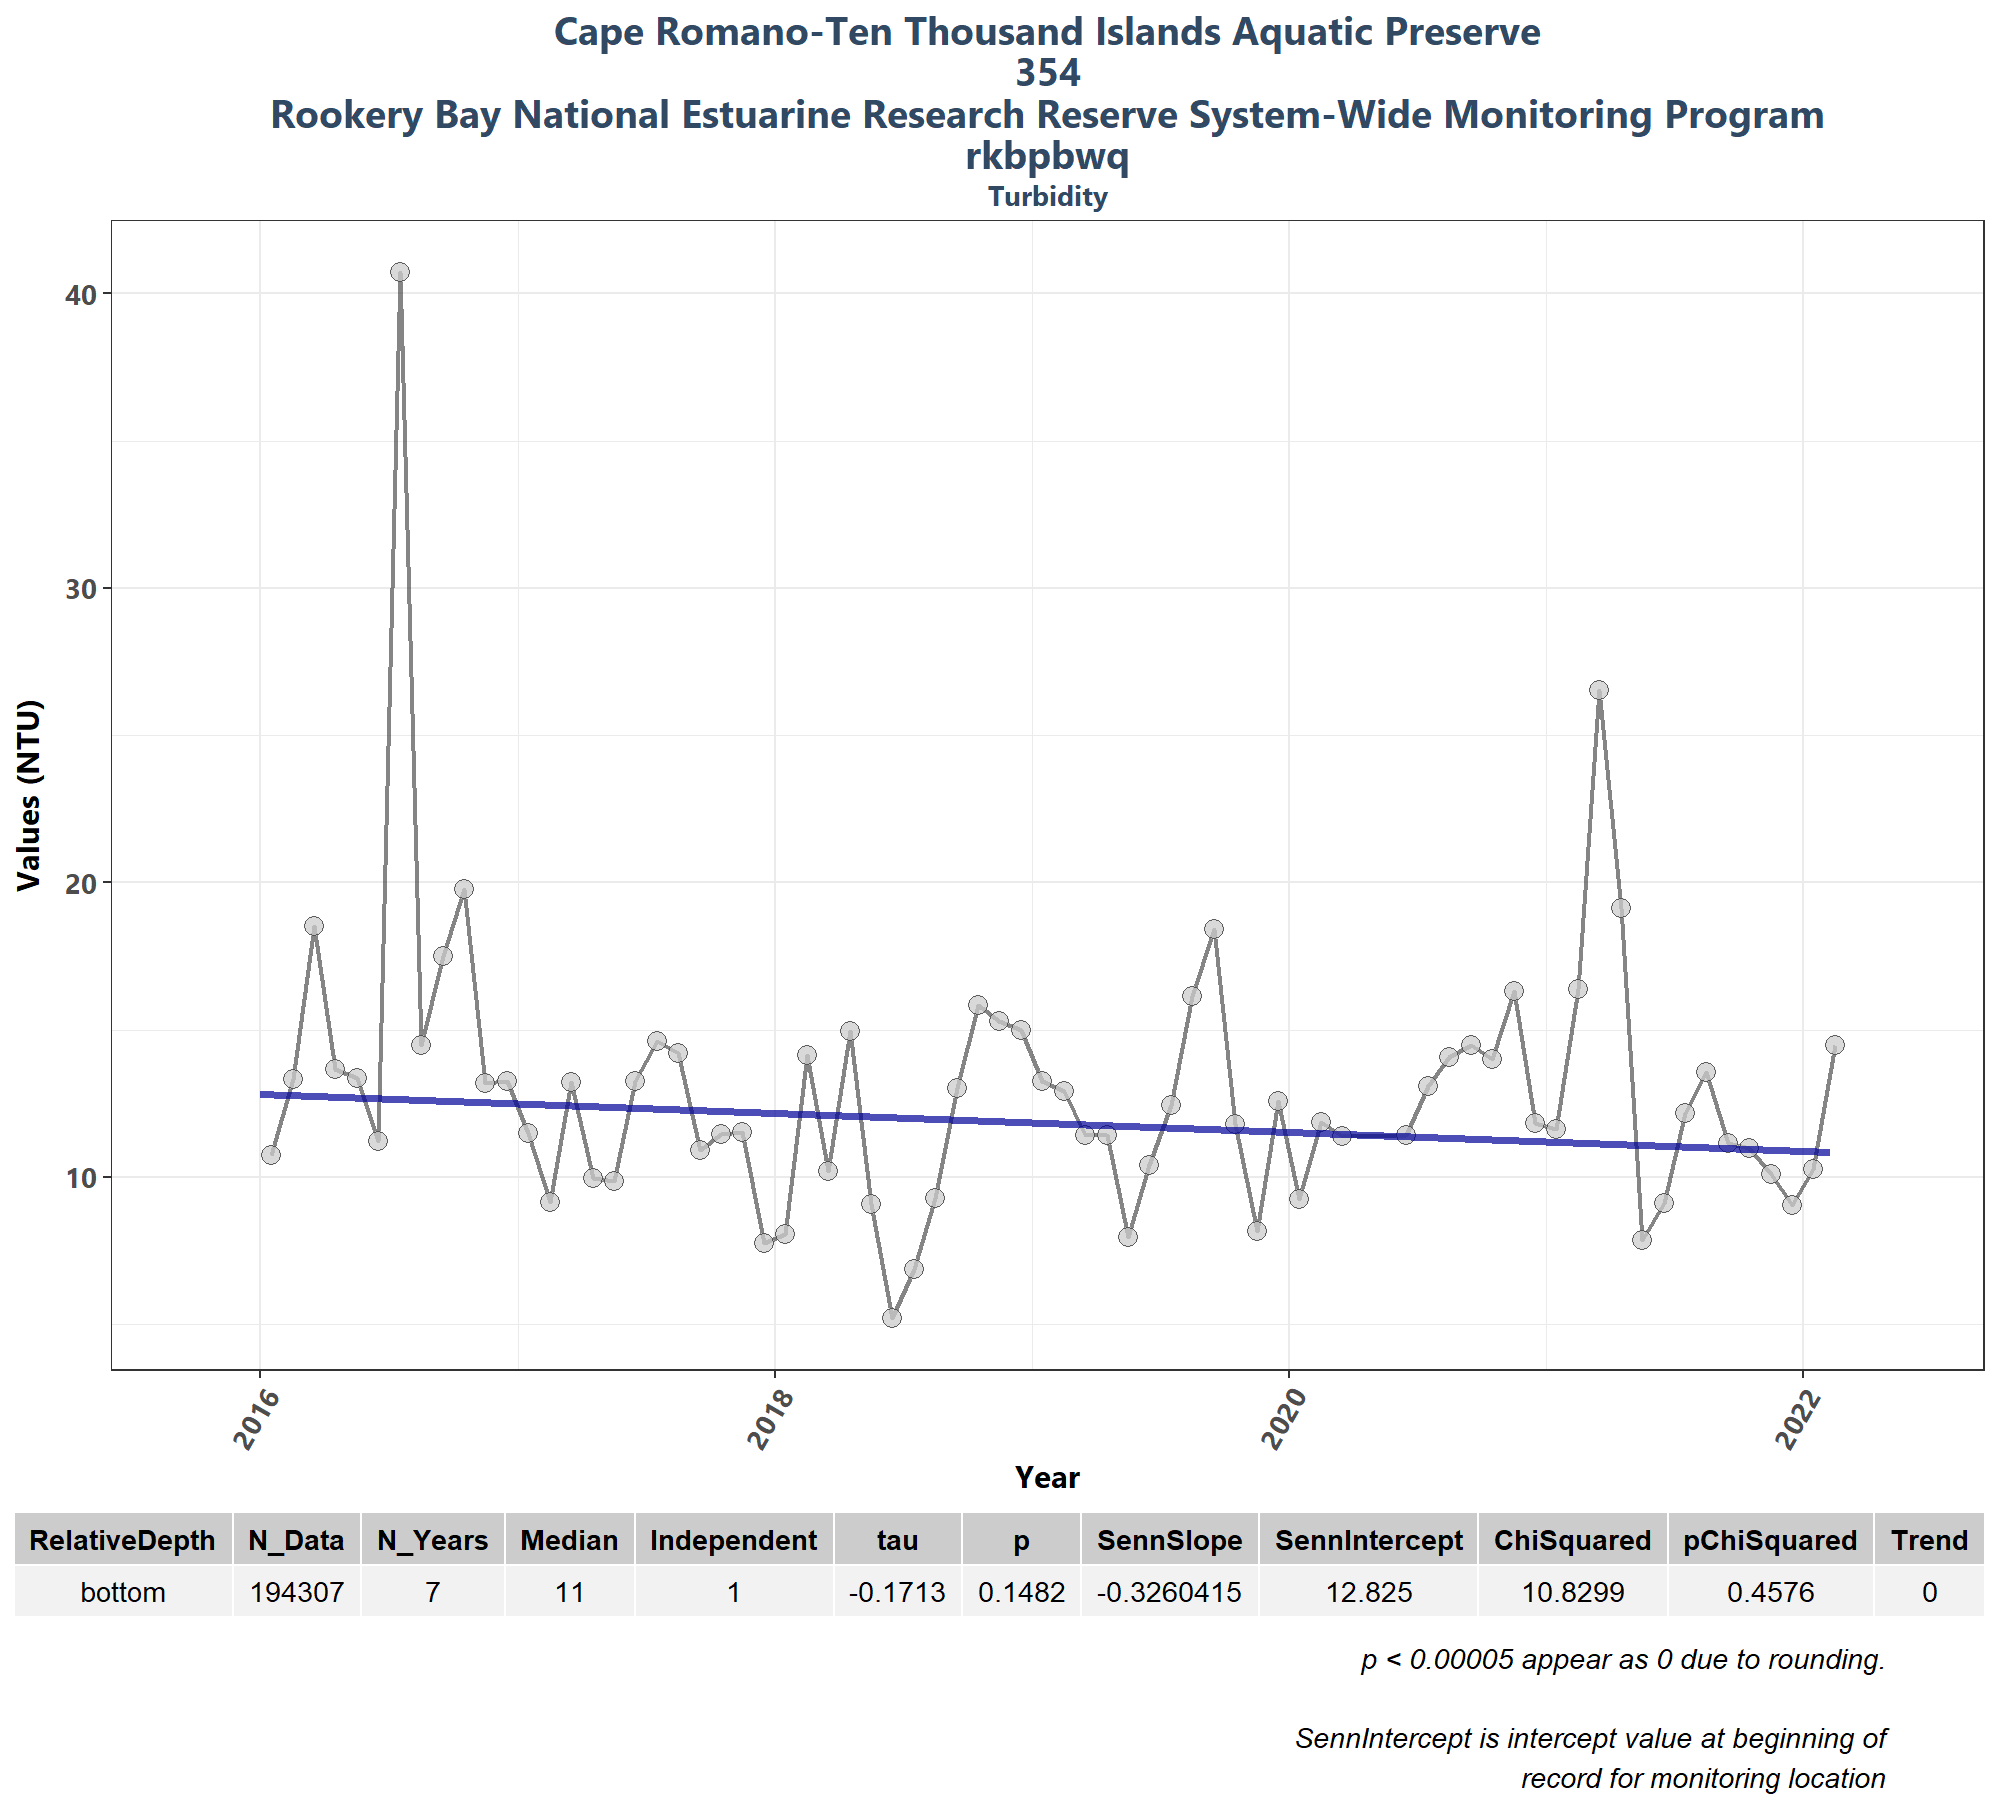 Cape Romano-Ten Thousand Islands Aquatic Preserve
354
Rookery Bay National Estuarine Research Reserve System-Wide Monitoring Program
rkbpbwq
Turbidity
Values (NTU)
40
30
20
10
2016 2018 2020 2022
Year
RelativeDepth N_Data N_Years Median Independent tau p SennSlope SennIntercept ChiSquared pChiSquared Trend
bottom 194307 7 11 1 -0.1713 0.1482 -0.3260415 12.825 10.8299 0.4576 0
p < 0.00005 appear as 0 due to rounding.
SennIntercept is intercept value at beginning of
record for monitoring location